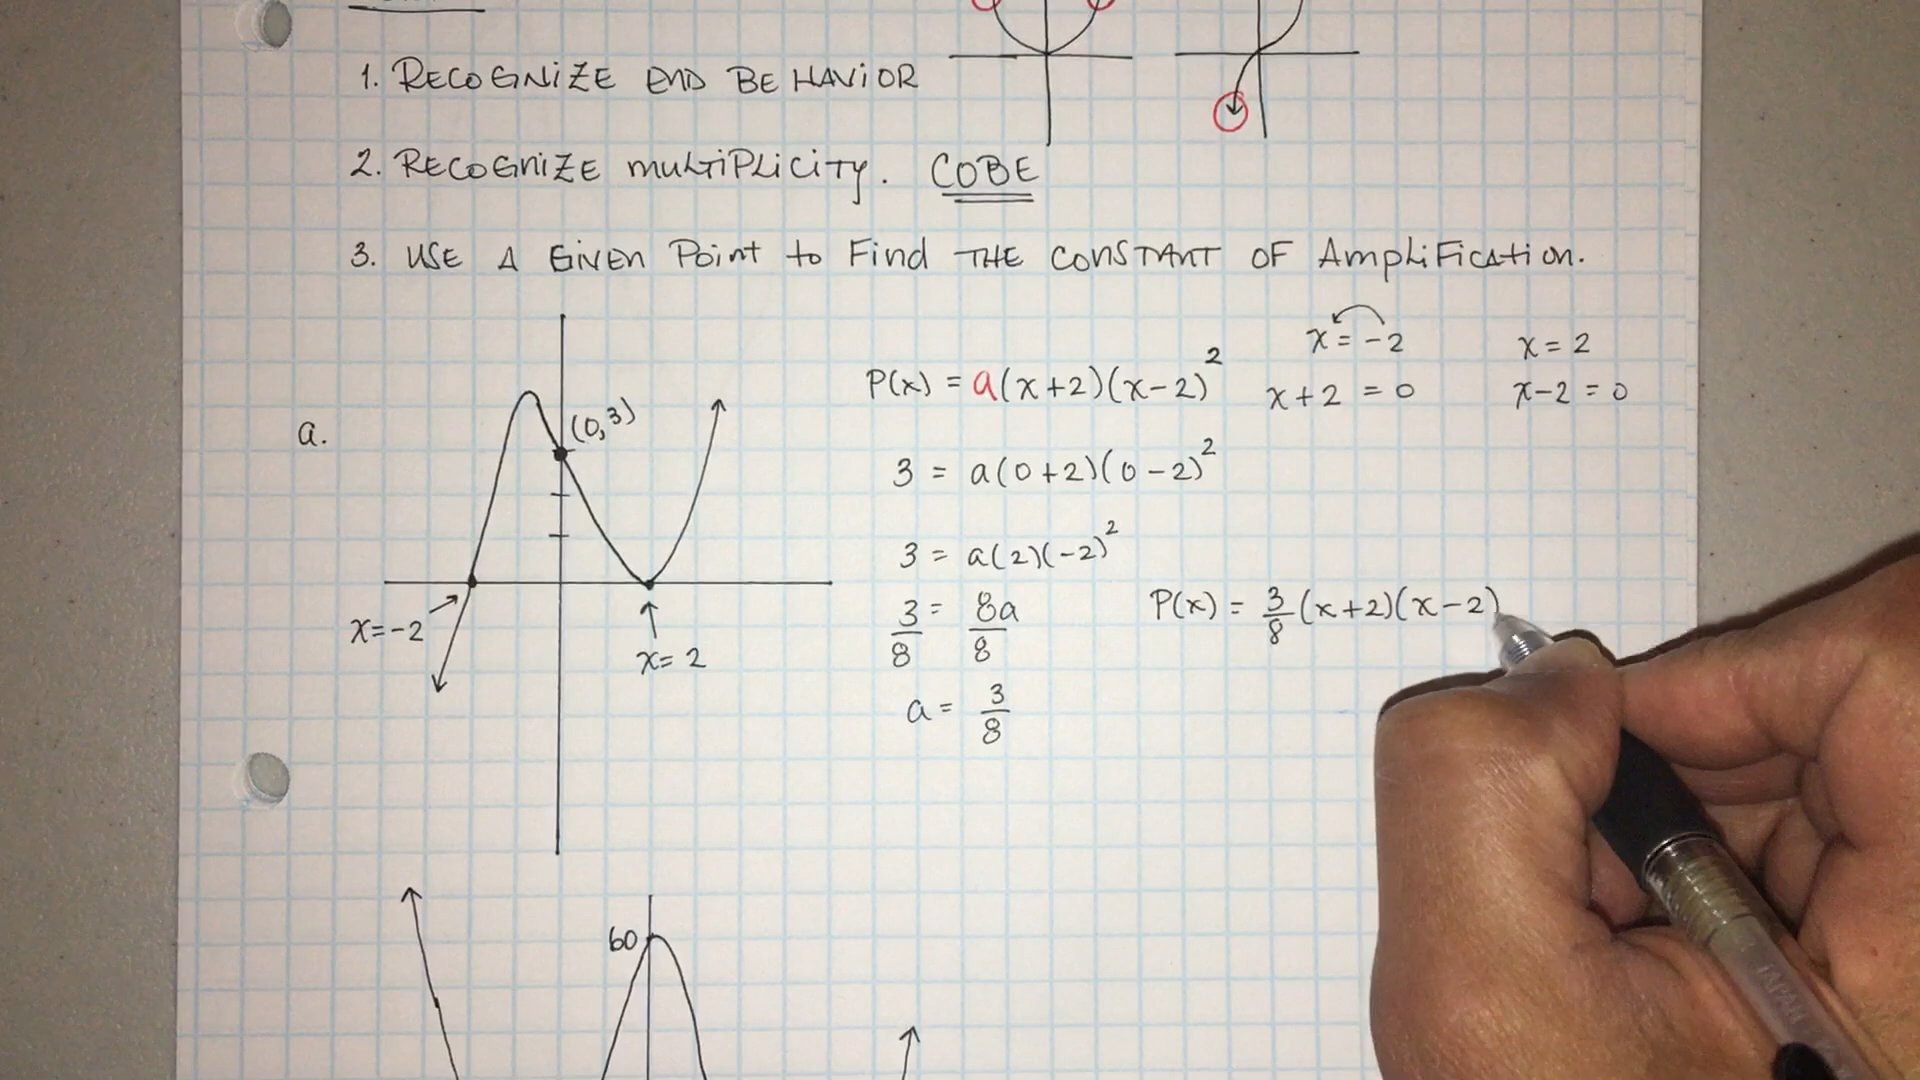 1. RECOGNIZE END BEHAVIOR
2. RECOGNIZE MULTIPLICITY. COBE
3. USE A GIVEN POINT to FIND THE CONSTANT OF AMPLIFICATION.
a.
(0,3)
x=-2
x=2
P(x) = a(x+2)(x-2)²
x = -2
x = 2
x+2 = 0
x-2 = 0
3 = a(0+2)(0-2)²
3 = a(2)(-2)²
3/8 = 8a/8
a = 3/8
P(x) = 3/8 (x+2)(x-2)
60